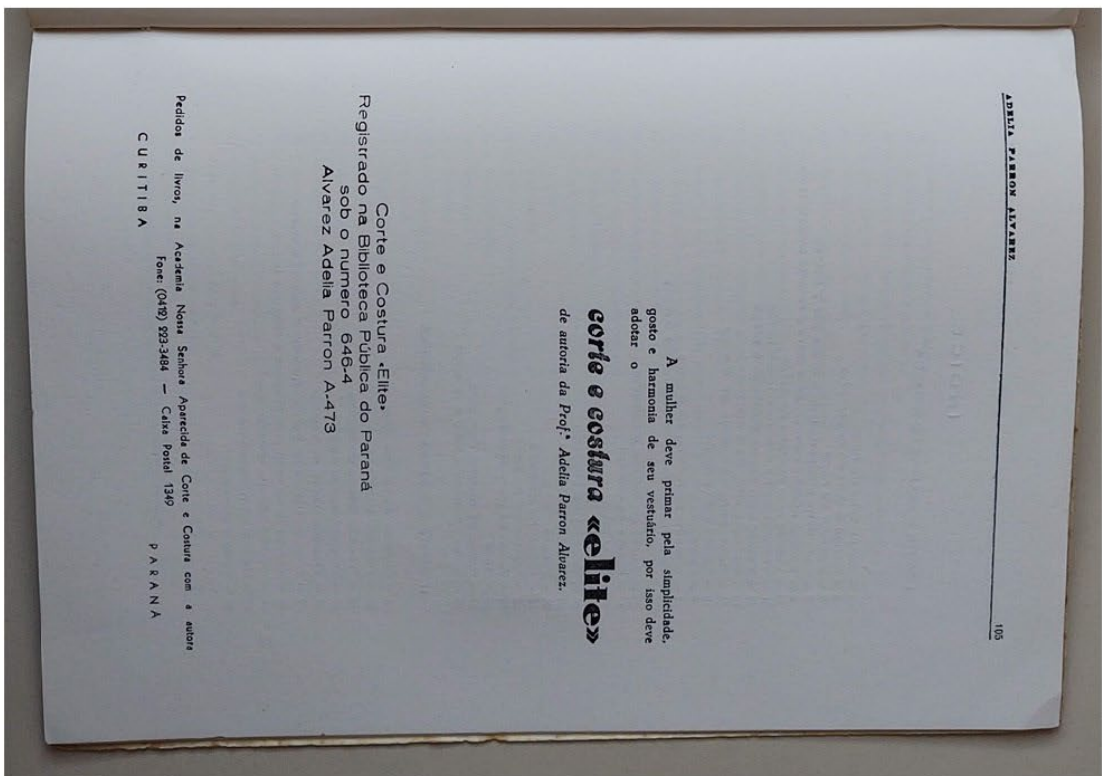 ADELIA PARRON ALVAREZ 105
A mulher deve primar pela simplicidade,
gosto e harmonia de seu vestuário, por isso deve
adotar o
corte e costura «elite»
de autoria da Prof.ª Adelia Parron Alvarez.
Corte e Costura «Elite»
Registrado na Biblioteca Pública do Paraná
sob o numero 646-4
Alvarez Adelia Parron A-473
Pedidos de livros, na Academia Nossa Senhora Aparecida de Corte e Costura com a autora
Fone: (0412) 223-3484 — Caixa Postal 1349
CURITIBA PARANÁ